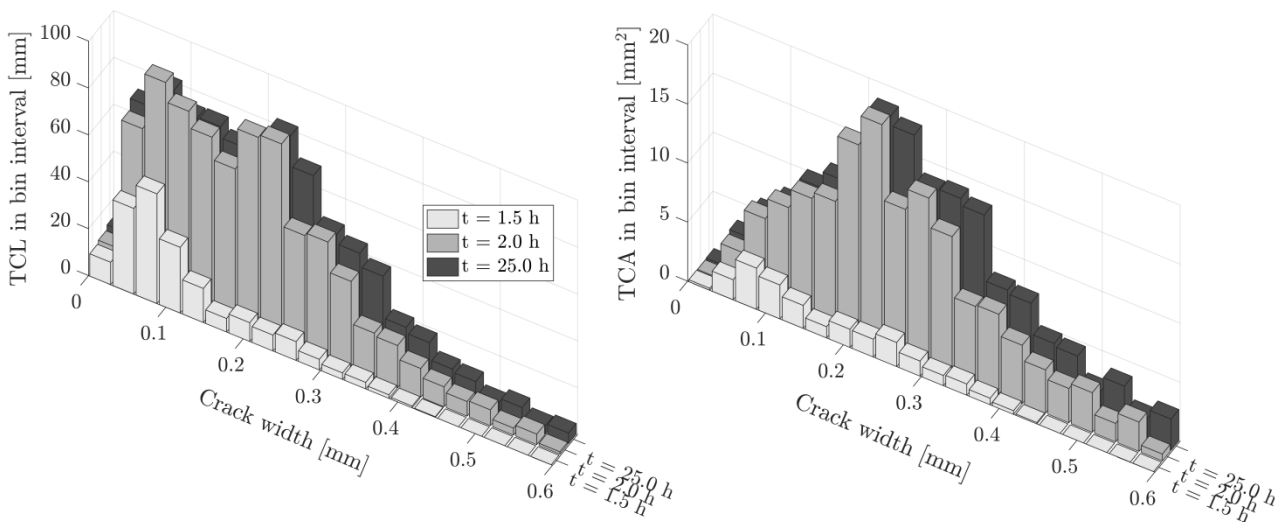 TCL in bin interval [mm]
100
80
60
40
20
0
0
0.1
0.2
0.3
0.4
0.5
0.6
Crack width [mm]
t = 25.0 h
t = 2.0 h
t = 1.5 h
t = 1.5 h
t = 2.0 h
t = 25.0 h
TCA in bin interval [mm²]
20
15
10
5
0
0
0.1
0.2
0.3
0.4
0.5
0.6
Crack width [mm]
t = 25.0 h
t = 2.0 h
t = 1.5 h